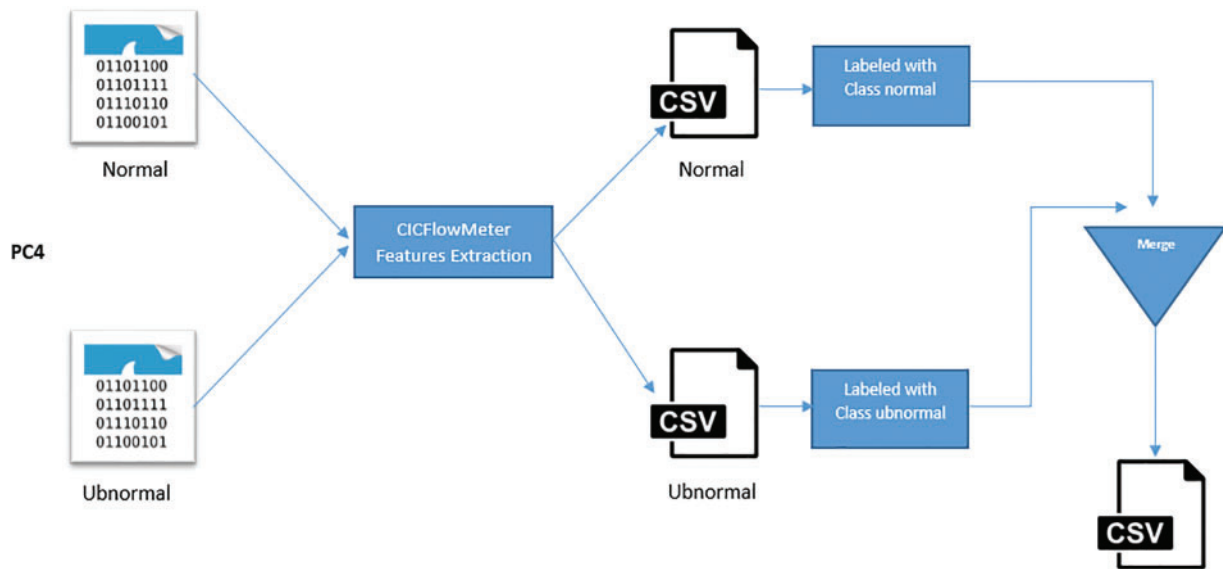 01101100
01101111
01110110
01100101
Normal
PC4
01101100
01101111
01110110
01100101
Ubnormal
CICFlowMeter
Features Extraction
CSV
Normal
Labeled with
Class normal
CSV
Ubnormal
Labeled with
Class ubnormal
Merge
CSV